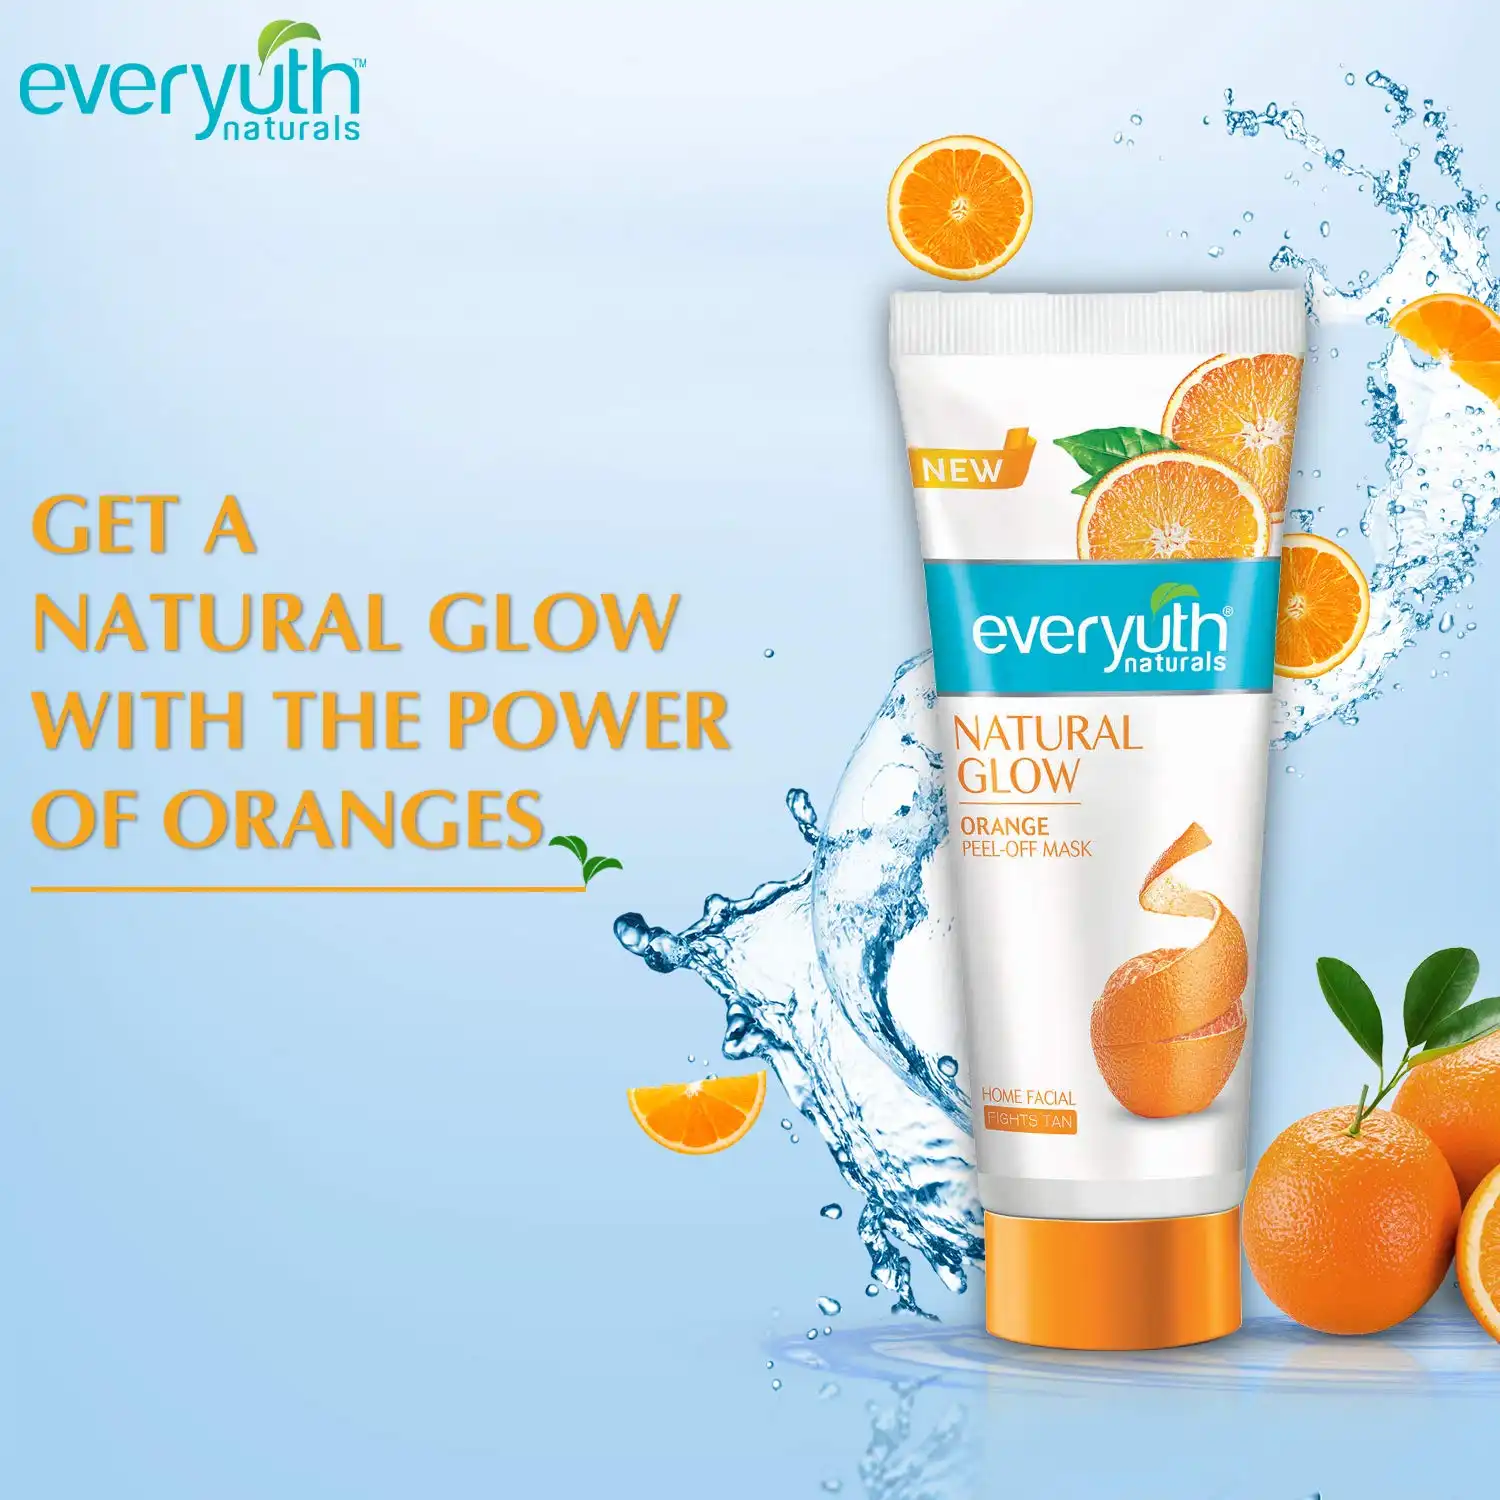 everyuth™
naturals
GET A
NATURAL GLOW
WITH THE POWER
OF ORANGES
NEW
everyuth®
naturals
NATURAL
GLOW
ORANGE
PEEL-OFF MASK
HOME FACIAL
FIGHTS TAN